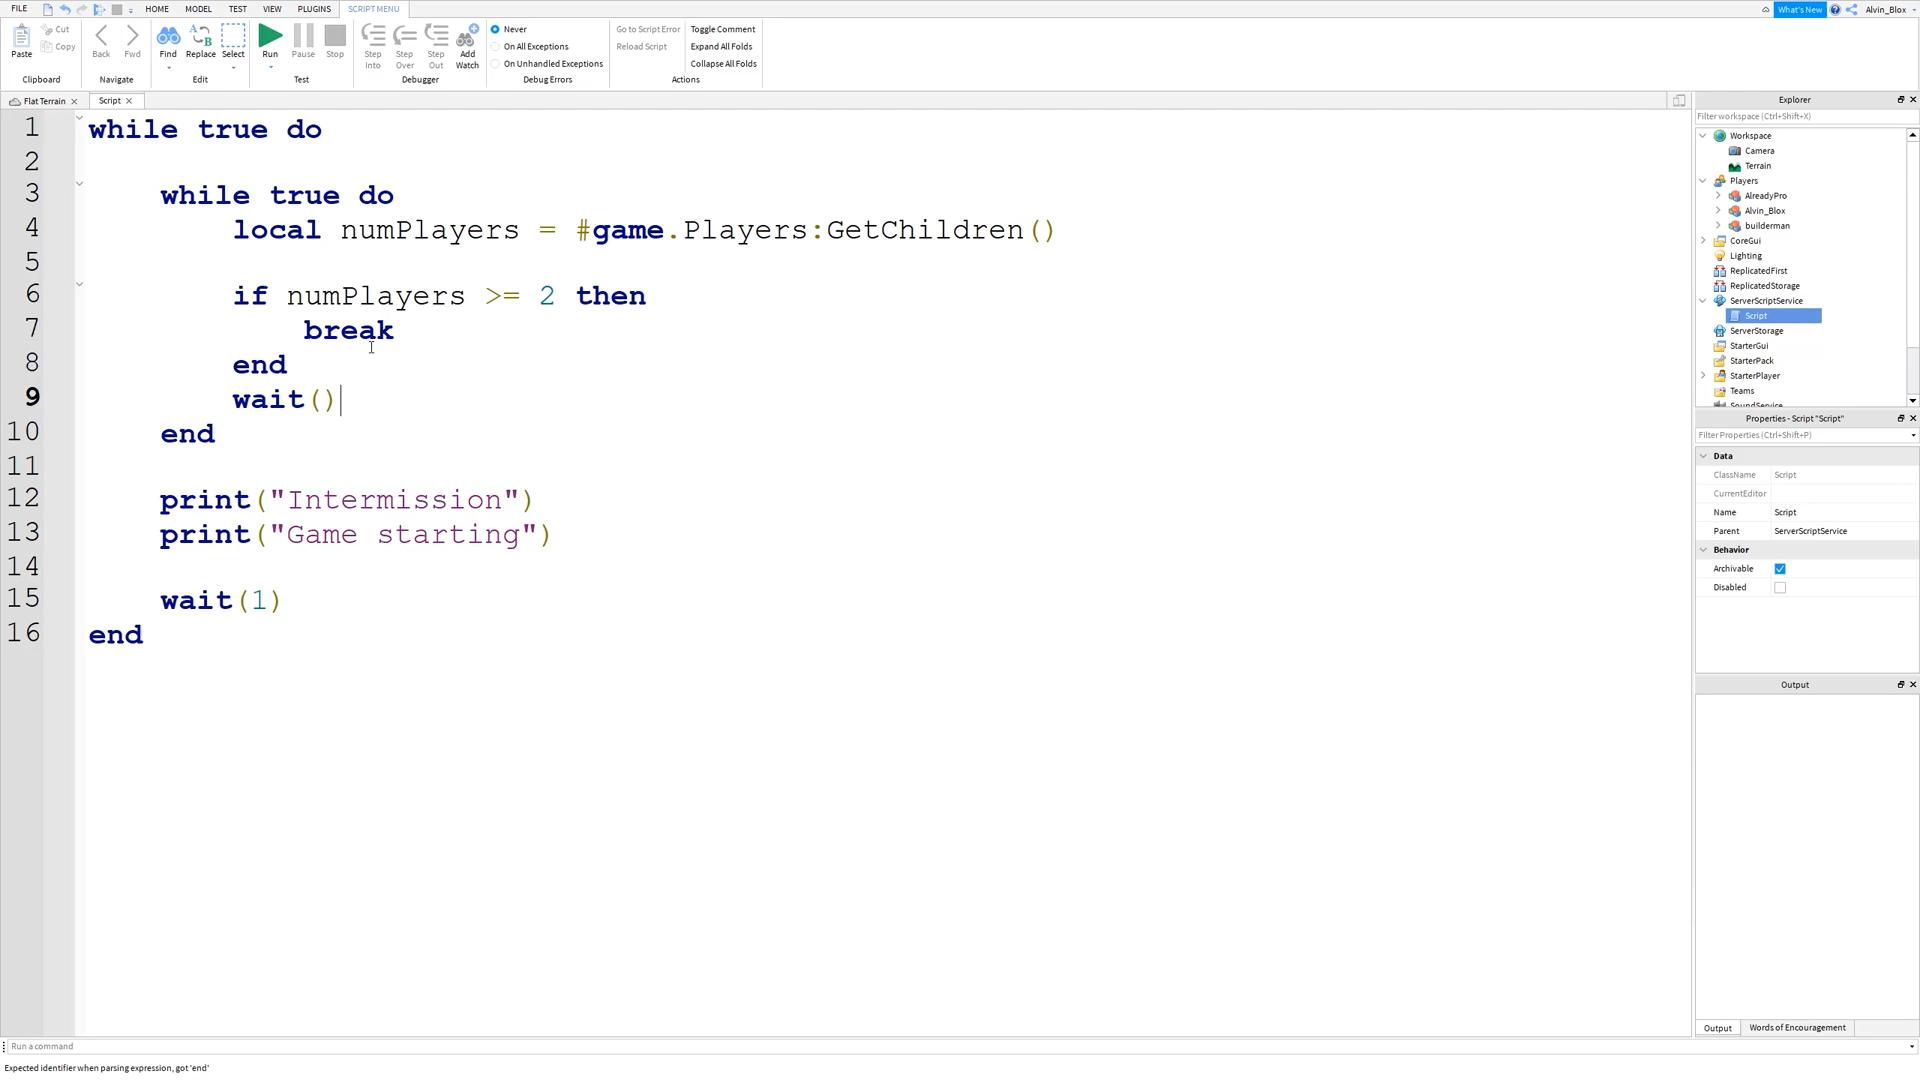 FILE HOME MODEL TEST VIEW PLUGINS SCRIPT MENU What's New Alvin_Blox
Paste Cut Copy Back Fwd Find Replace Select Run Pause Stop Step Into Step Over Step Out Add Watch Never On All Exceptions On Unhandled Exceptions Go to Script Error Reload Script Toggle Comment Expand All Folds Collapse All Folds
Clipboard Navigate Edit Test Debugger Debug Errors Actions
Flat Terrain Script
1 while true do
2
3 while true do
4 local numPlayers = #game.Players:GetChildren()
5
6 if numPlayers >= 2 then
7 break
8 end
9 wait()
10 end
11
12 print("Intermission")
13 print("Game starting")
14
15 wait(1)
16 end
Explorer
Filter workspace (Ctrl+Shift+X)
Workspace
Camera
Terrain
Players
AlreadyPro
Alvin_Blox
builderman
CoreGui
Lighting
ReplicatedFirst
ReplicatedStorage
ServerScriptService
Script
ServerStorage
StarterGui
StarterPack
StarterPlayer
Teams
SoundService
Properties - Script "Script"
Filter Properties (Ctrl+Shift+P)
Data
ClassName Script
CurrentEditor
Name Script
Parent ServerScriptService
Behavior
Archivable
Disabled
Output
Output Words of Encouragement
Run a command
Expected identifier when parsing expression, got 'end'